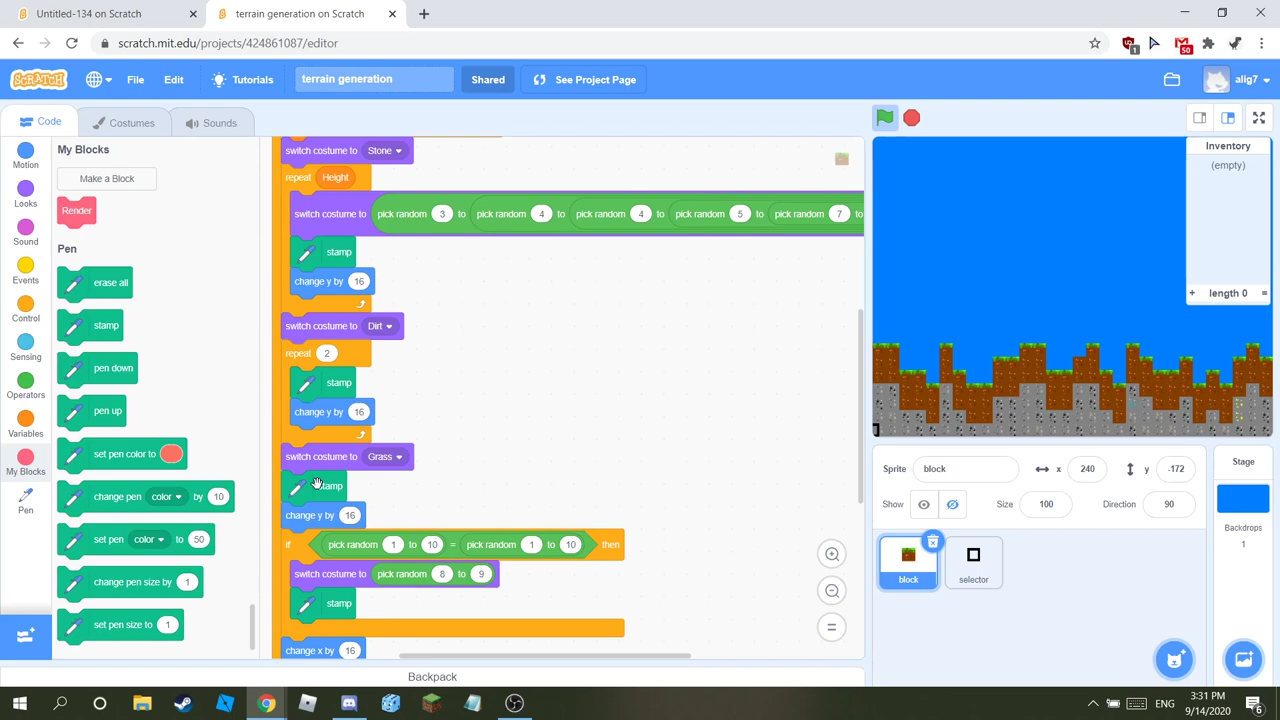 Untitled-134 on Scratch
terrain generation on Scratch
scratch.mit.edu/projects/424861087/editor
1
50
SCRATCH
File
Edit
Tutorials
terrain generation
Shared
See Project Page
alig7
Code
Costumes
Sounds
Motion
Looks
Sound
Events
Control
Sensing
Operators
Variables
My Blocks
Pen
My Blocks
Make a Block
Render
Pen
erase all
stamp
pen down
pen up
set pen color to
change pen color by 10
set pen color to 50
change pen size by 1
set pen size to 1
switch costume to Stone
repeat Height
switch costume to pick random 3 to pick random 4 to pick random 4 to pick random 5 to pick random 7 to
stamp
change y by 16
switch costume to Dirt
repeat 2
stamp
change y by 16
switch costume to Grass
stamp
change y by 16
if pick random 1 to 10 = pick random 1 to 10 then
switch costume to pick random 8 to 9
stamp
change x by 16
Backpack
Inventory
(empty)
+ length 0 =
Sprite block x 240 y -172
Show Size 100 Direction 90
block
selector
Stage
Backdrops
1
ENG
3:31 PM
9/14/2020
6